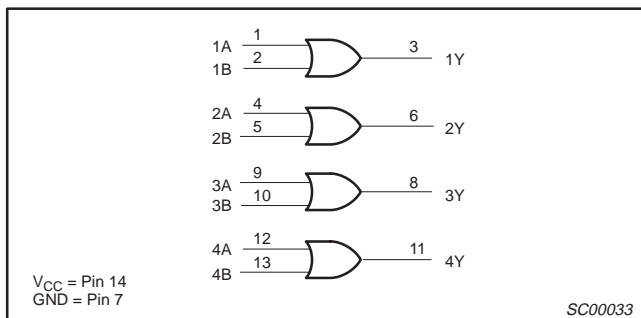 1A 1 3 1Y
1B 2
2A 4 6 2Y
2B 5
3A 9 8 3Y
3B 10
4A 12 11 4Y
4B 13
VCC = Pin 14
GND = Pin 7
SC00033